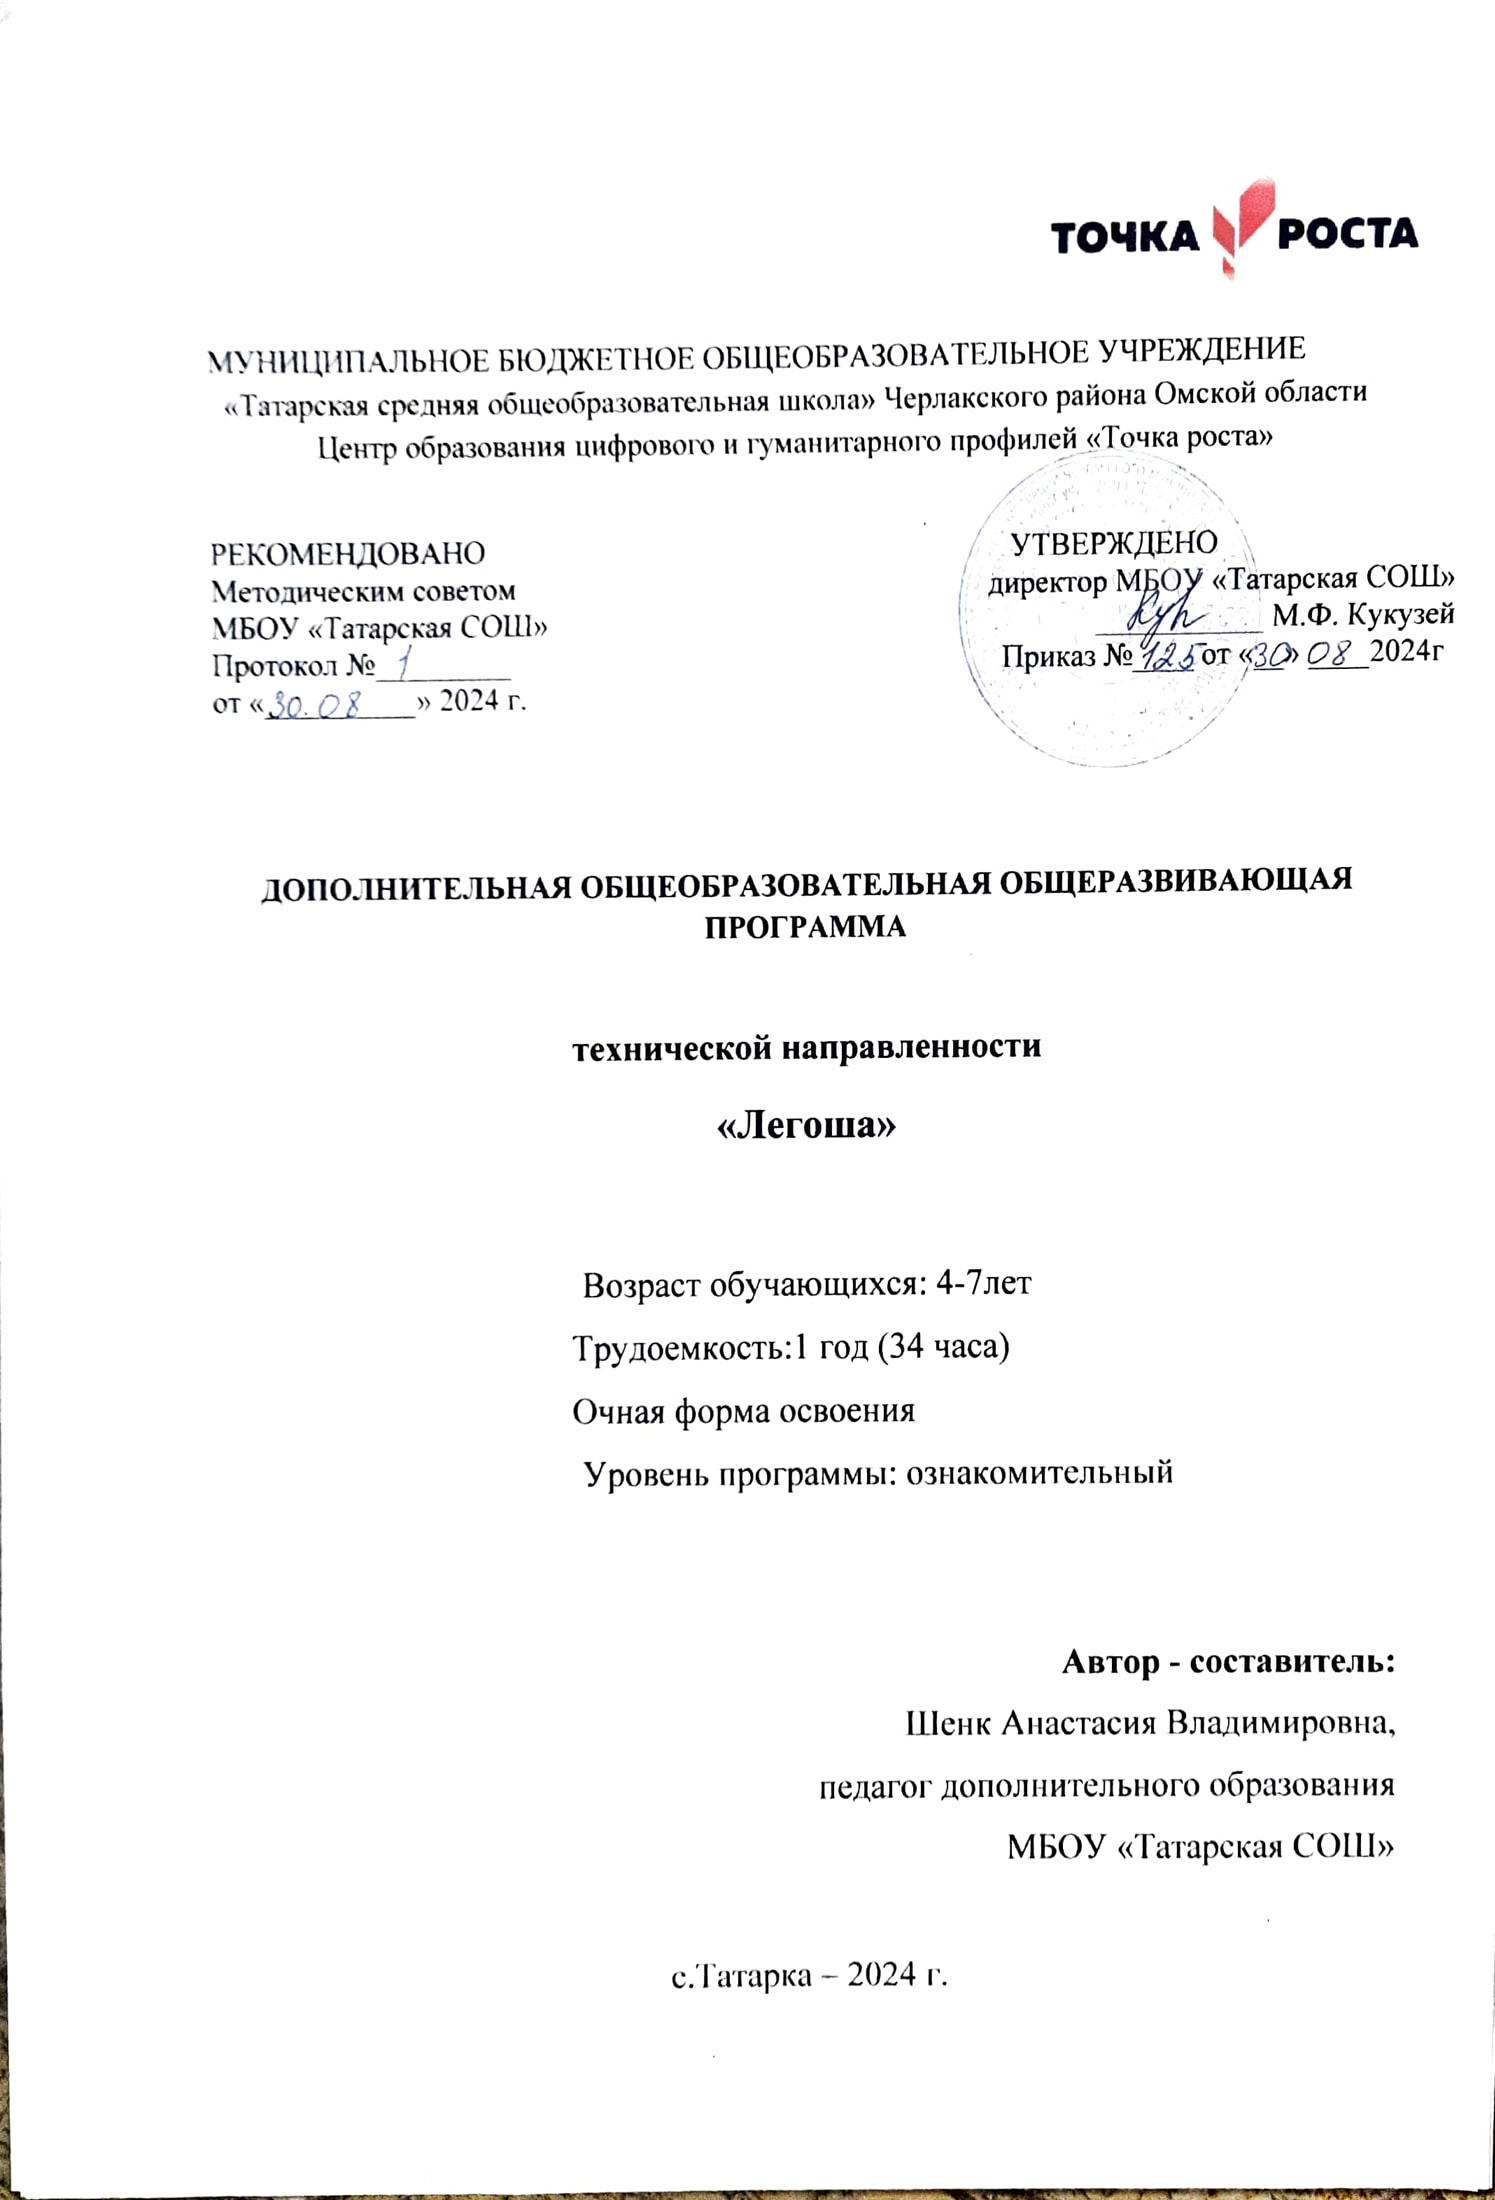 ТОЧКА РОСТА
МУНИЦИПАЛЬНОЕ БЮДЖЕТНОЕ ОБЩЕОБРАЗОВАТЕЛЬНОЕ УЧРЕЖДЕНИЕ
«Татарская средняя общеобразовательная школа» Черлакского района Омской области
Центр образования цифрового и гуманитарного профилей «Точка роста»
РЕКОМЕНДОВАНО
Методическим советом
МБОУ «Татарская СОШ»
Протокол № 1
от «30.08» 2024 г.
УТВЕРЖДЕНО
директор МБОУ «Татарская СОШ»
М.Ф. Кукузей
Приказ № 125 от «30» 08 2024г
ДОПОЛНИТЕЛЬНАЯ ОБЩЕОБРАЗОВАТЕЛЬНАЯ ОБЩЕРАЗВИВАЮЩАЯ
ПРОГРАММА
технической направленности
«Легоша»
Возраст обучающихся: 4-7лет
Трудоемкость:1 год (34 часа)
Очная форма освоения
Уровень программы: ознакомительный
Автор - составитель:
Шенк Анастасия Владимировна,
педагог дополнительного образования
МБОУ «Татарская СОШ»
с.Татарка – 2024 г.